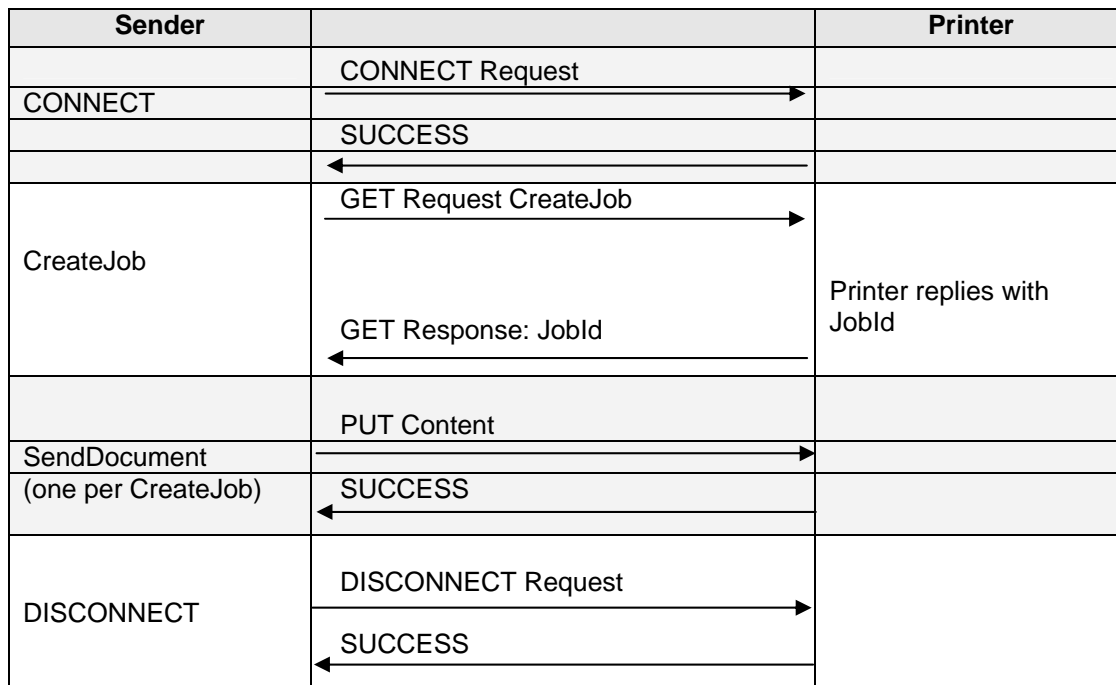 Sender
Printer
CONNECT Request
CONNECT
SUCCESS
GET Request CreateJob
CreateJob
Printer replies with
JobId
GET Response: JobId
PUT Content
SendDocument
(one per CreateJob)
SUCCESS
DISCONNECT Request
DISCONNECT
SUCCESS